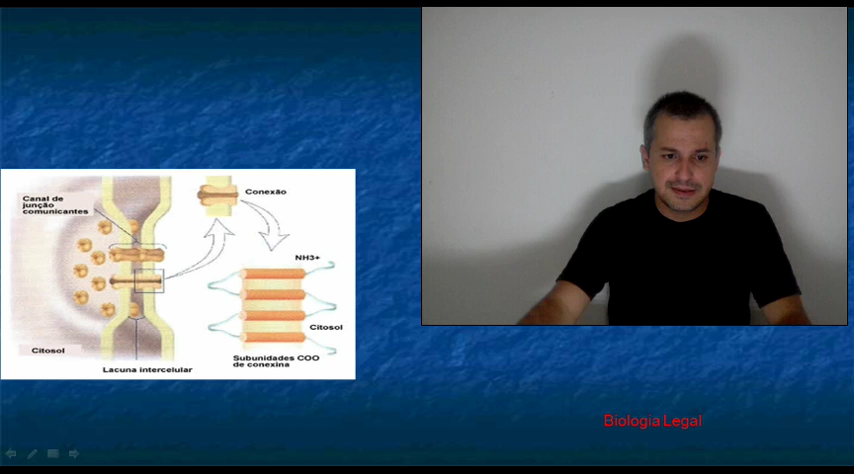 Canal de
junção
comunicantes
Conexão
NH3+
Citosol
Citosol
Subunidades COO
de conexina
Lacuna intercelular
Biologia Legal